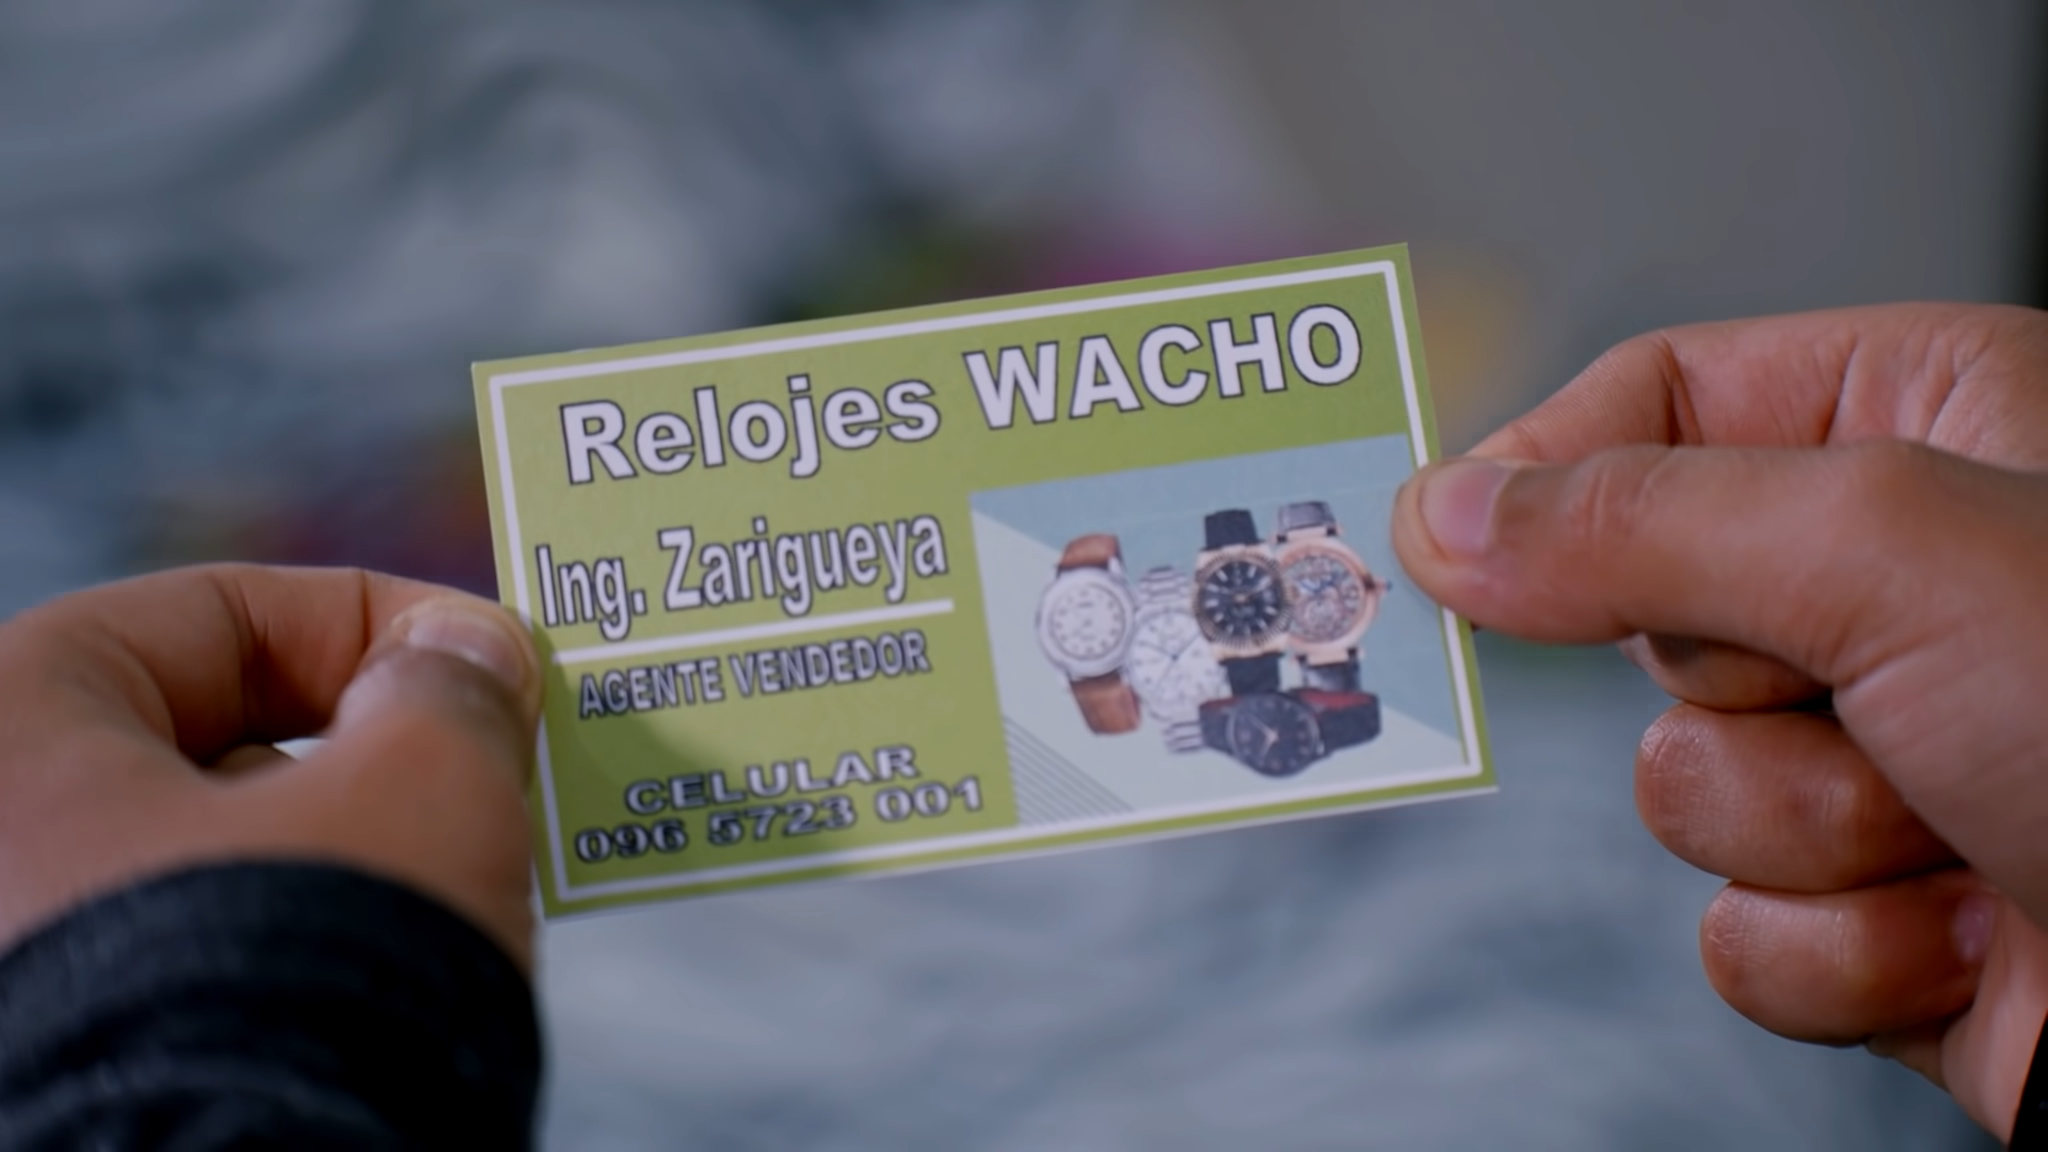 Relojes WACHO
Ing. Zarigueya
AGENTE VENDEDOR
CELULAR
096 5723 001